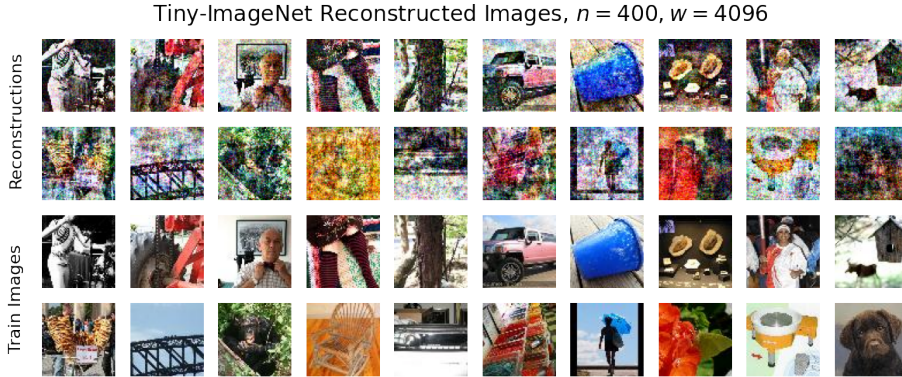 Tiny-ImageNet Reconstructed Images, n = 400, w = 4096
Reconstructions
Train Images